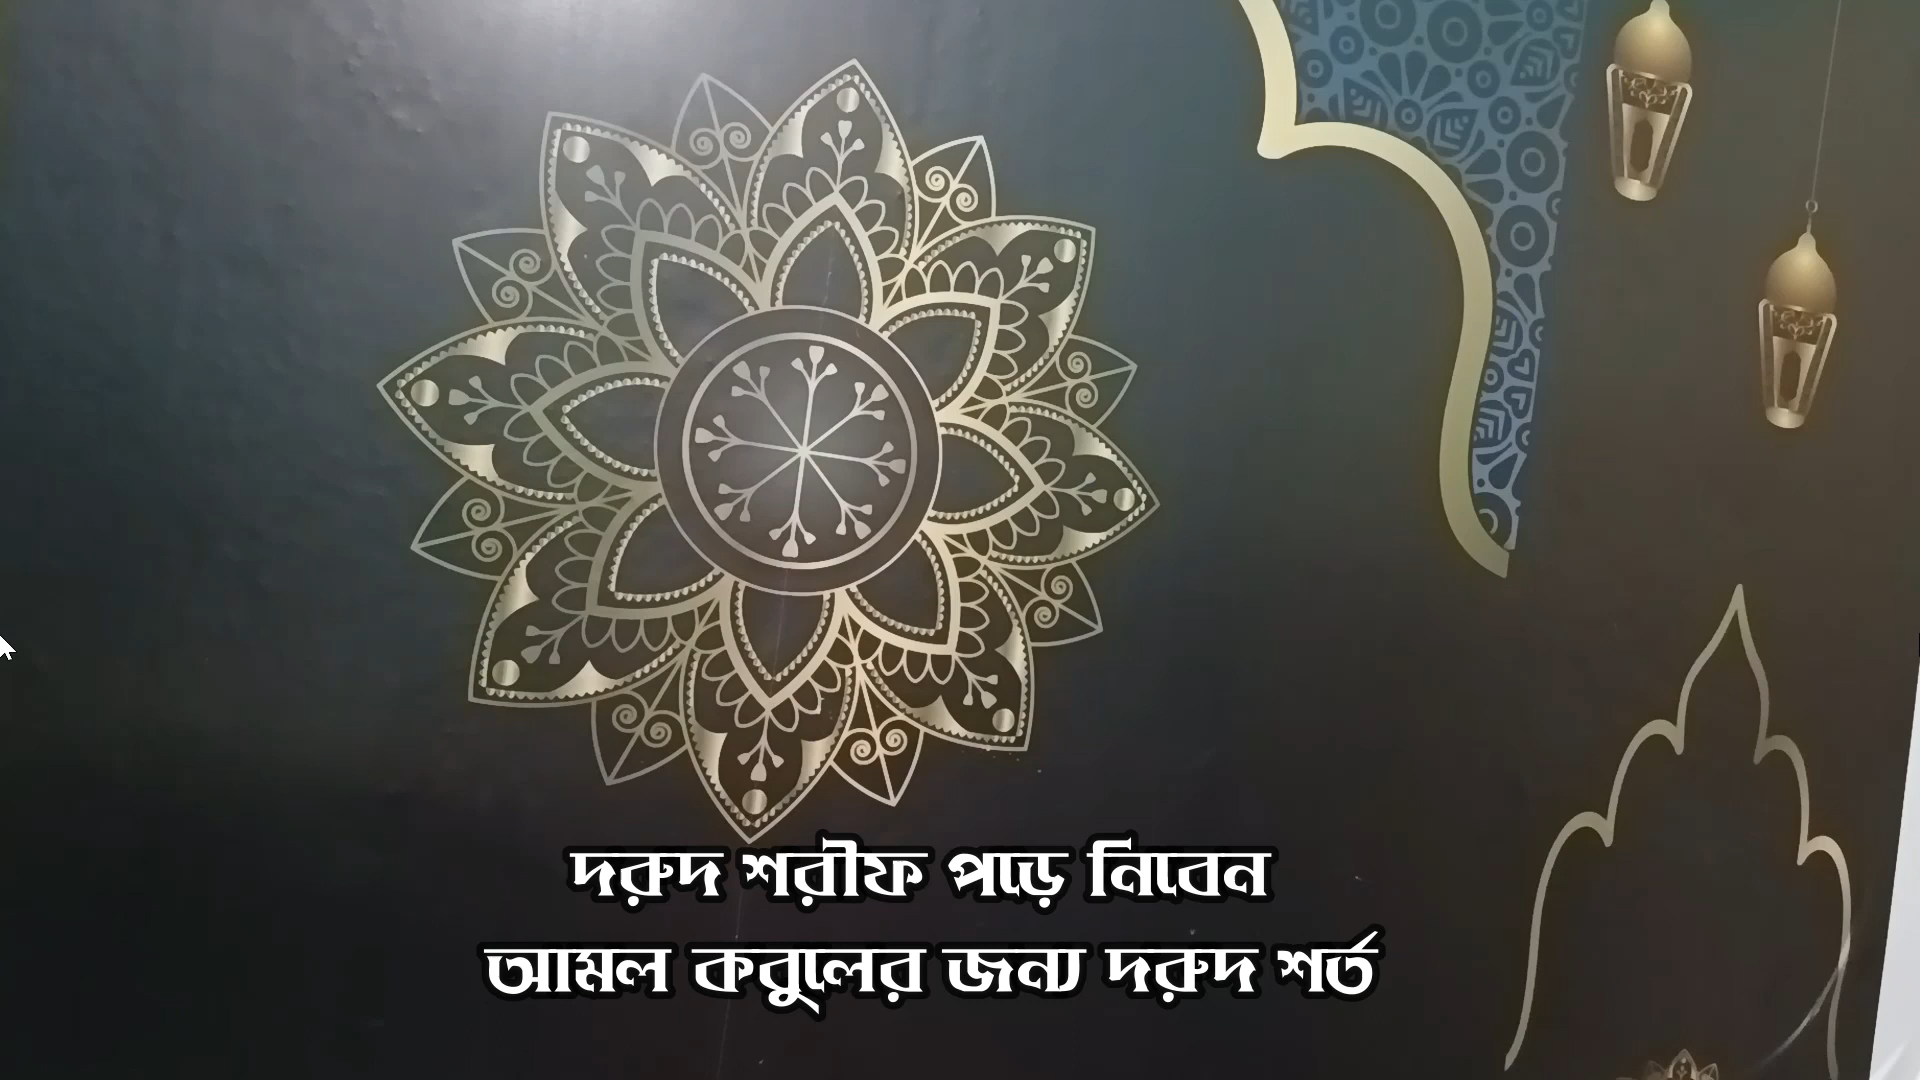 দরুদ শরীফ পড়ে নিবেন
আমল কবুলের জন্য দরুদ শর্ত